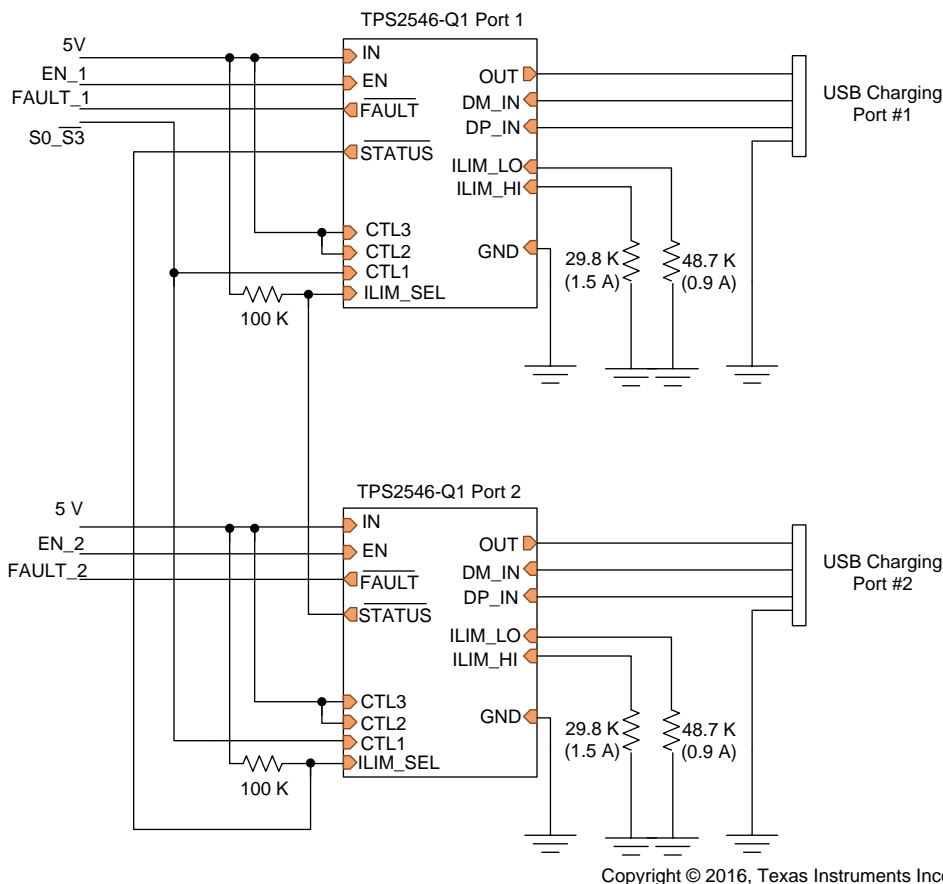 TPS2546-Q1 Port 1
5V
EN_1
FAULT_1
S0_S3
IN
EN
FAULT
STATUS
CTL3
CTL2
CTL1
ILIM_SEL
100 K
OUT
DM_IN
DP_IN
ILIM_LO
ILIM_HI
GND
29.8 K
(1.5 A)
48.7 K
(0.9 A)
USB Charging
Port #1
TPS2546-Q1 Port 2
5 V
EN_2
FAULT_2
IN
EN
FAULT
STATUS
CTL3
CTL2
CTL1
ILIM_SEL
100 K
OUT
DM_IN
DP_IN
ILIM_LO
ILIM_HI
GND
29.8 K
(1.5 A)
48.7 K
(0.9 A)
USB Charging
Port #2
Copyright © 2016, Texas Instruments Inc